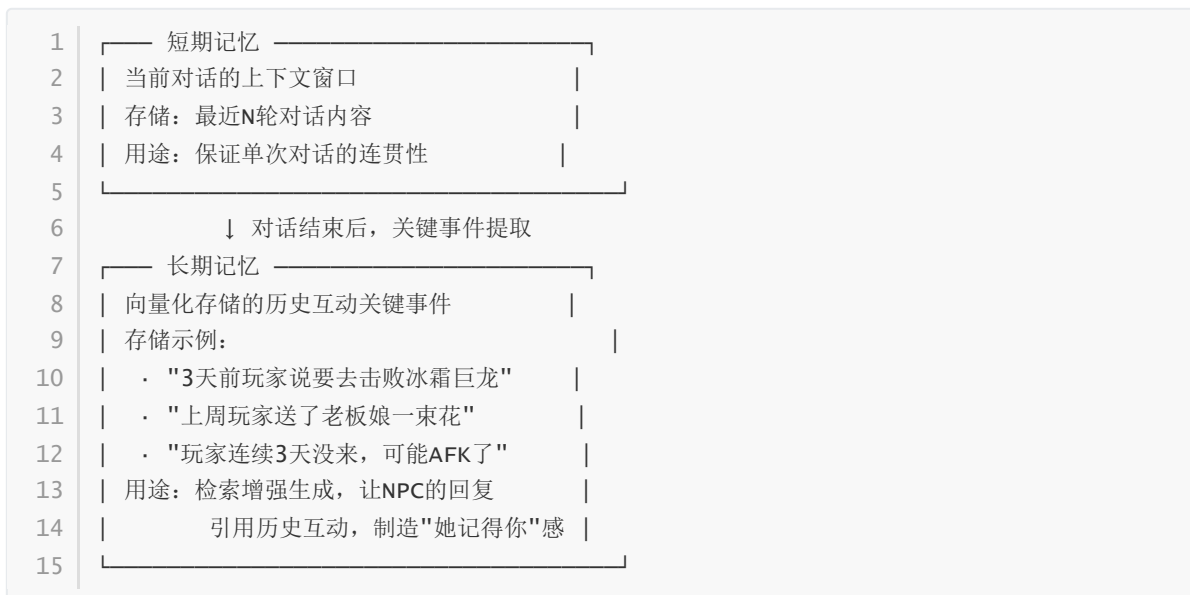 1 ┌─── 短期记忆 ──────────────────────┐
2 │ 当前对话的上下文窗口 │
3 │ 存储：最近N轮对话内容 │
4 │ 用途：保证单次对话的连贯性 │
5 └─────────────────────────────────────┘
6 ↓ 对话结束后，关键事件提取
7 ┌─── 长期记忆 ──────────────────────┐
8 │ 向量化存储的历史互动关键事件 │
9 │ 存储示例： │
10 │ · "3天前玩家说要去击败冰霜巨龙" │
11 │ · "上周玩家送了老板娘一束花" │
12 │ · "玩家连续3天没来，可能AFK了" │
13 │ 用途：检索增强生成，让NPC的回复 │
14 │ 引用历史互动，制造"她记得你"感 │
15 └─────────────────────────────────────┘